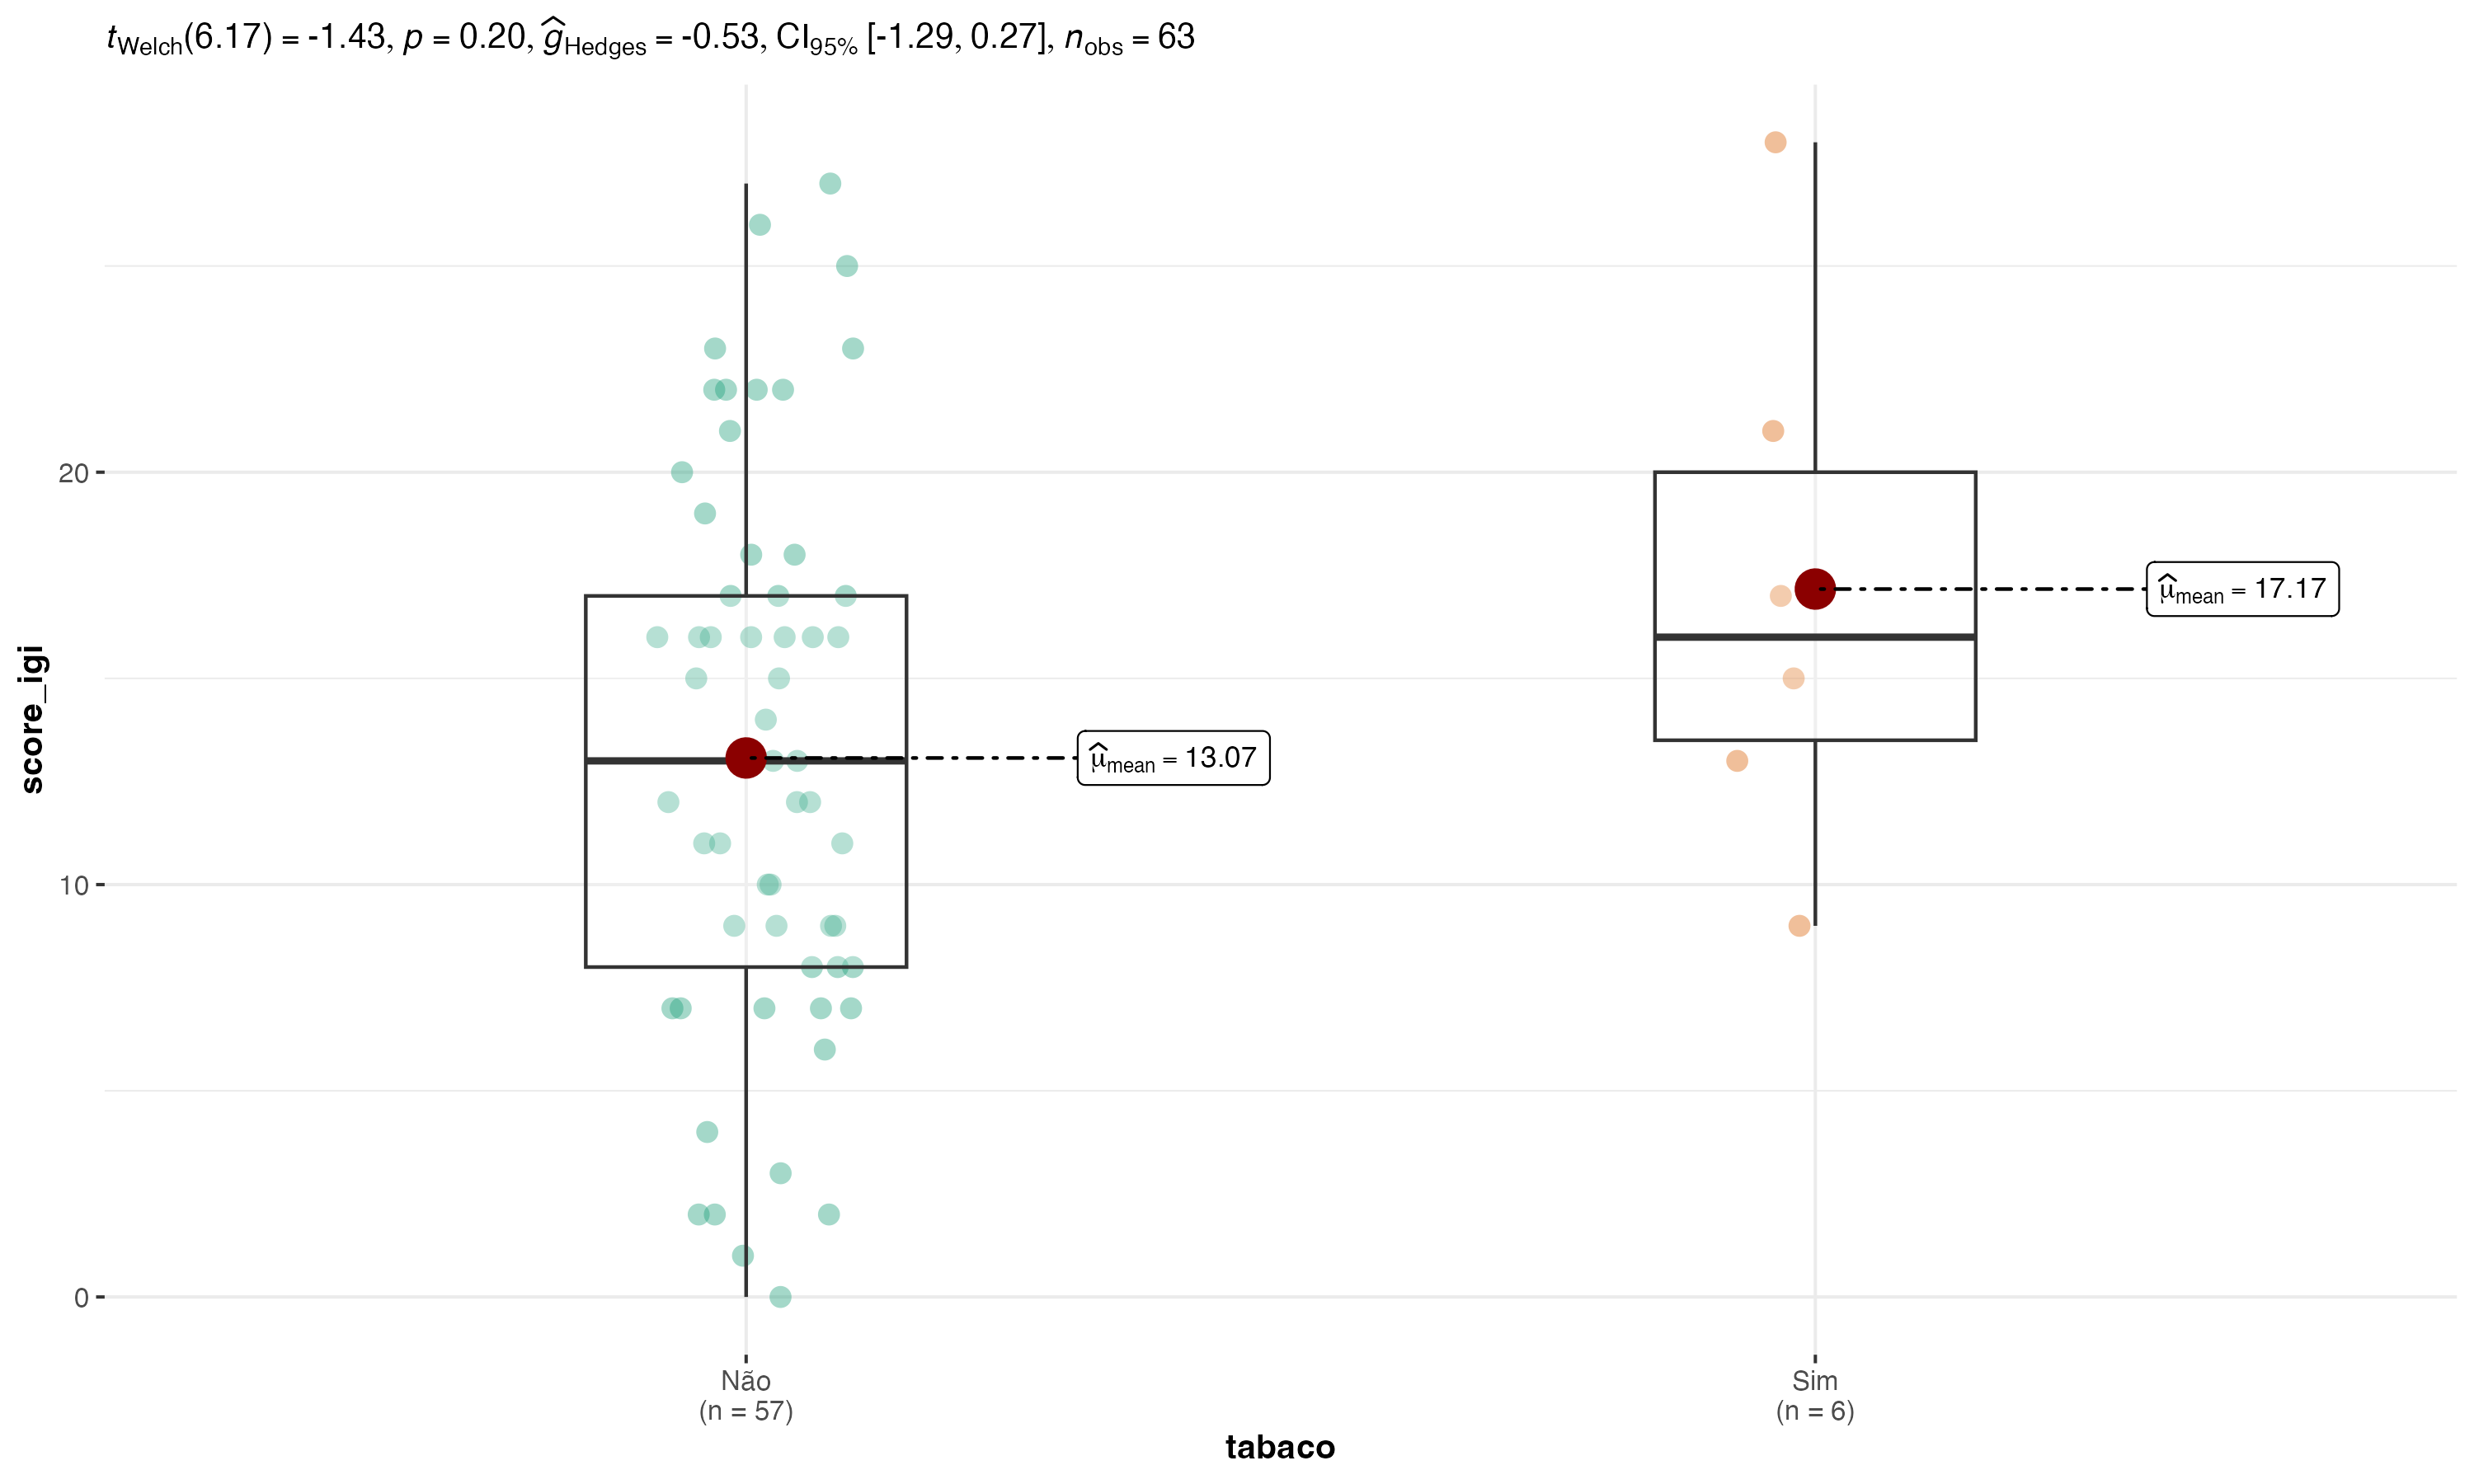 tWelch(6.17) = -1.43, p = 0.20, ĝHedges = -0.53, CI95% [-1.29, 0.27], nobs = 63
score_igi
20
10
0
μ̂mean = 13.07
μ̂mean = 17.17
Não
(n = 57)
Sim
(n = 6)
tabaco